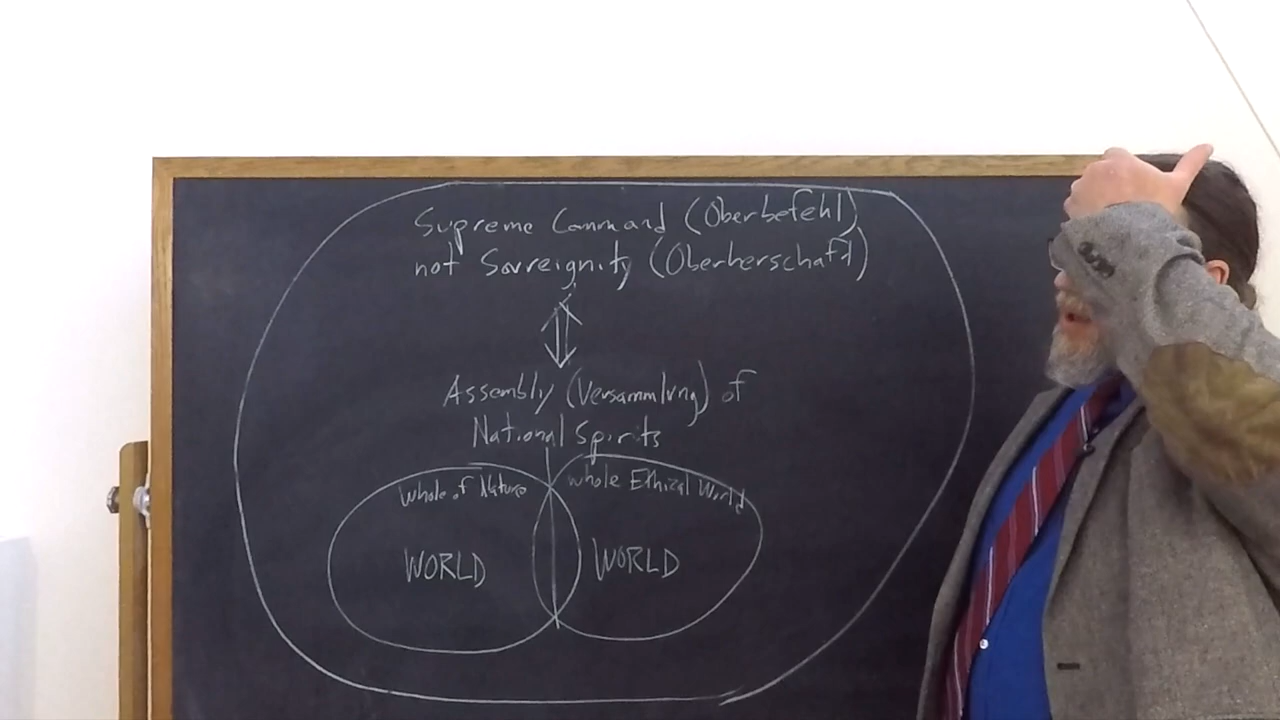 Supreme Command (Oberbefehl)
not Sovreignity (Oberherschaft)
Assembly (Versammlung) of
National Spirits
Whole of Nature
whole Ethical World
WORLD
WORLD